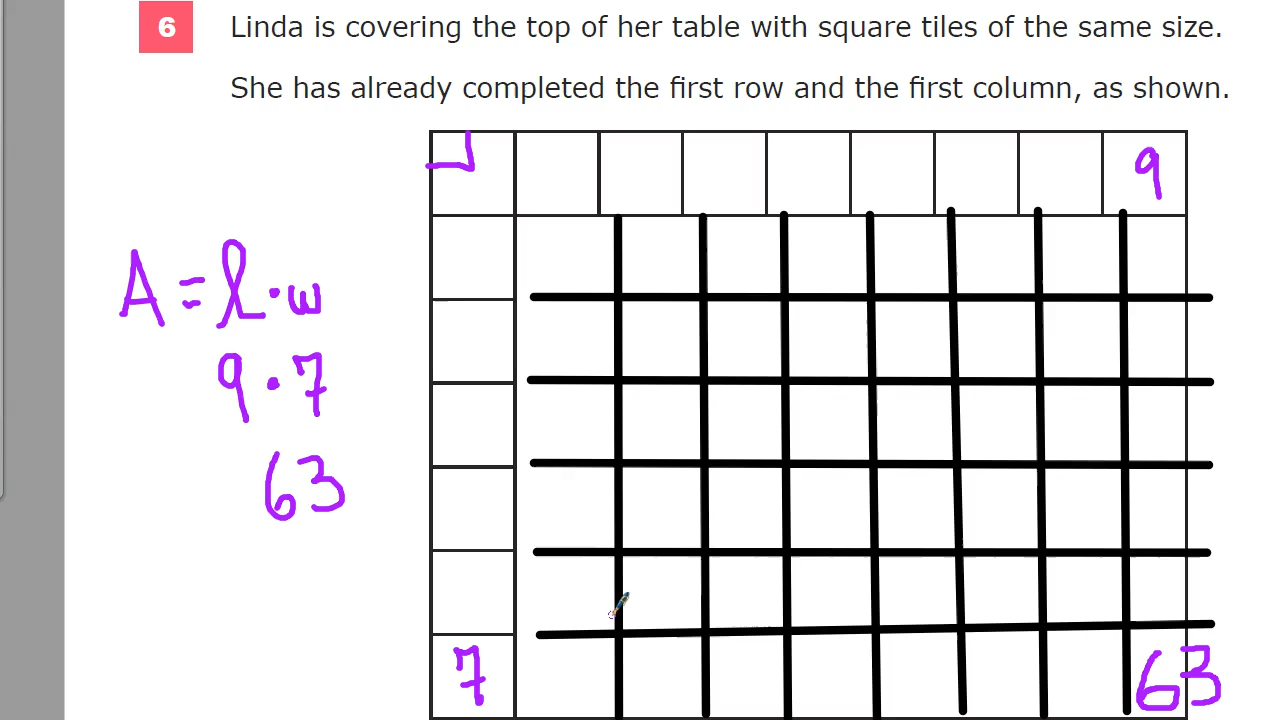 6 Linda is covering the top of her table with square tiles of the same size.
She has already completed the first row and the first column, as shown.
9
A = l · w
9 · 7
63
7
63